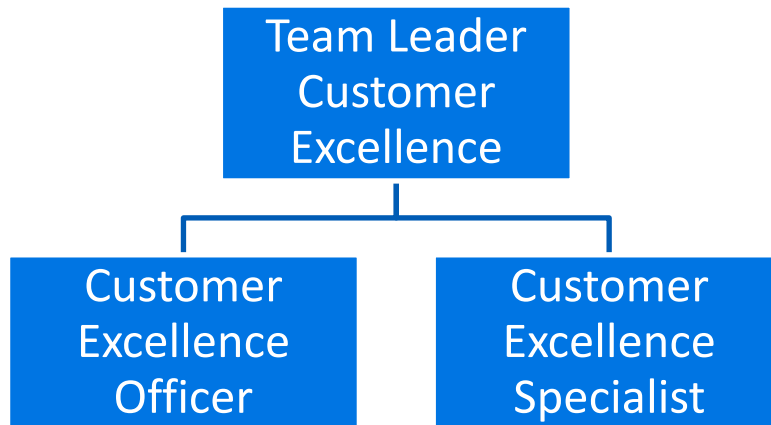 Team Leader
Customer
Excellence
Customer
Excellence
Officer
Customer
Excellence
Specialist